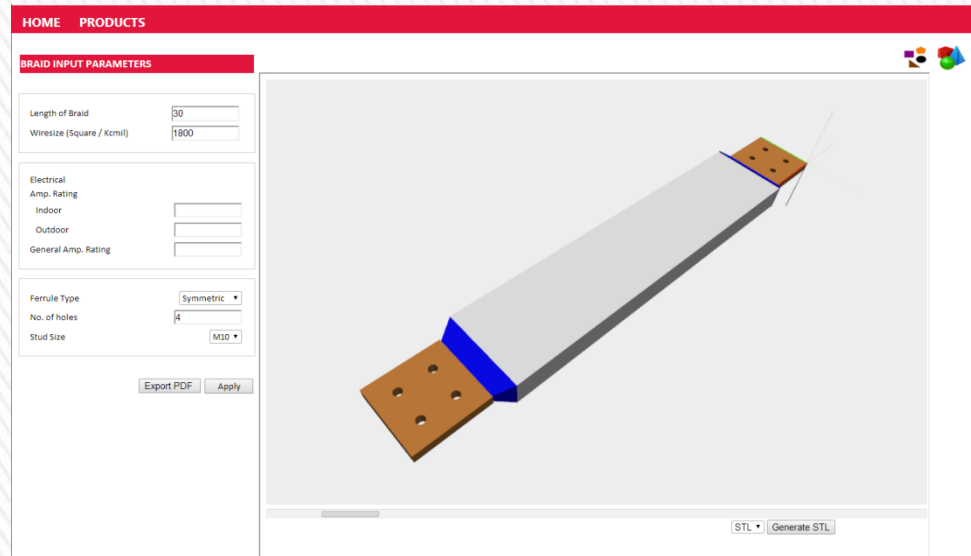 HOME PRODUCTS
BRAID INPUT PARAMETERS
Length of Braid 30
Wiresize (Square / Kcmil) 1800
Electrical
Amp. Rating
Indoor
Outdoor
General Amp. Rating
Ferrule Type Symmetric
No. of holes 4
Stud Size M10
Export PDF Apply
STL Generate STL